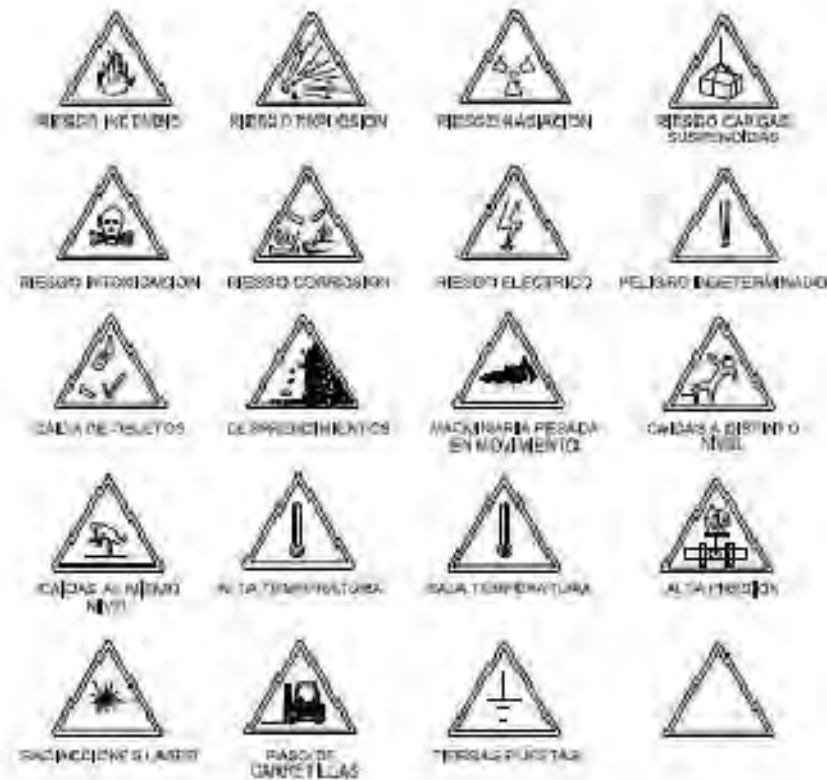 RIESGO INCENDIO
RIESGO EXPLOSION
RIESGO RADIACION
RIESGO CARGAS
SUSPENDIDAS
RIESGO INTOXICACION
RIESGO CORROSION
RIESGO ELECTRICO
PELIGRO INDETERMINADO
CAIDA DE OBJETOS
DESPRENDIMIENTOS
MAQUINARIA PESADA
EN MOVIMIENTO
CAIDAS A DISTINTO
NIVEL
CAIDAS AL MISMO
NIVEL
ALTA TEMPERATURA
BAJA TEMPERATURA
ALTA PRESION
RADIACIONES LASER
PASO DE
CARRETILLAS
TIERRAS PUESTAS